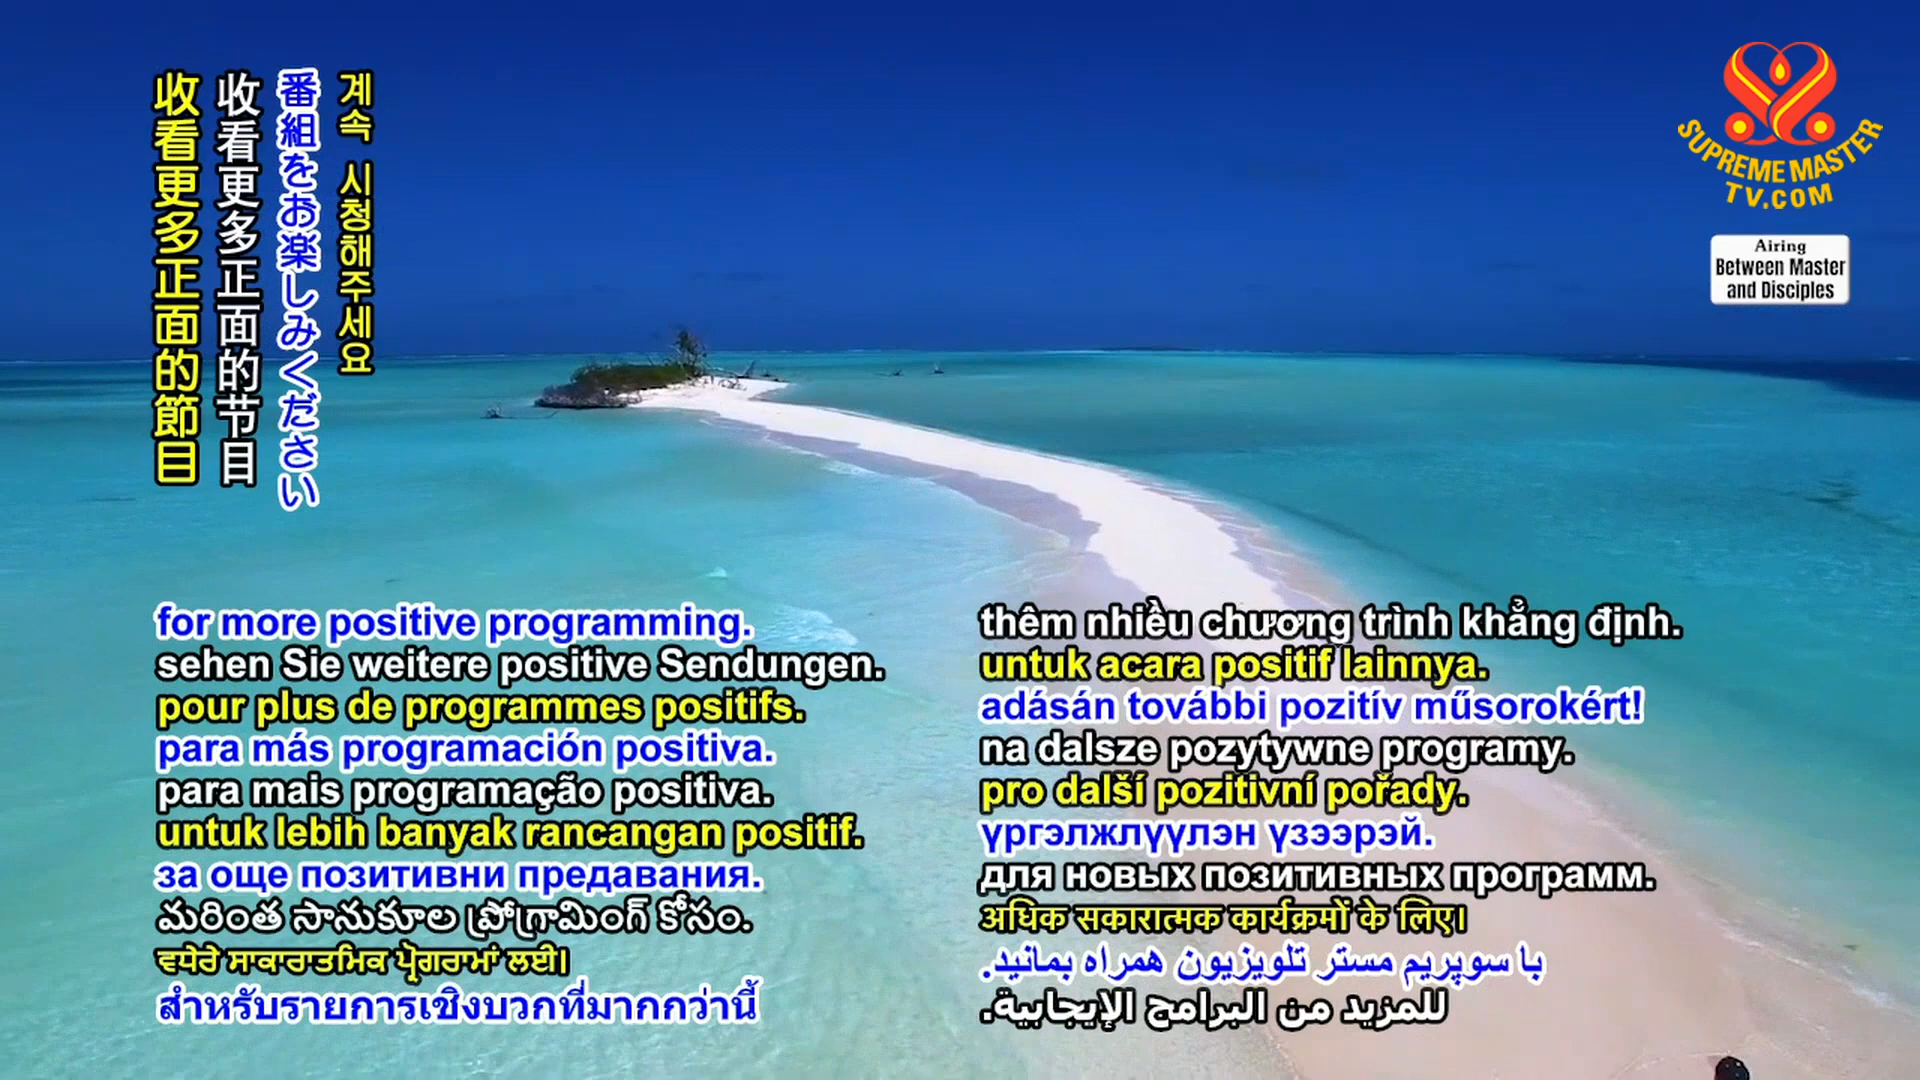 收看更多正面的節目
收看更多正面的节目
番組をお楽しみください
계속 시청해주세요
SUPREME MASTER
TV.COM
Airing
Between Master
and Disciples
for more positive programming.
sehen Sie weitere positive Sendungen.
pour plus de programmes positifs.
para más programación positiva.
para mais programação positiva.
untuk lebih banyak rancangan positif.
за още позитивни предавания.
మరింత సానుకూల ప్రోగ్రామింగ్ కోసం.
ਵਧੇਰੇ ਸਾਕਾਰਾਤਮਿਕ ਪ੍ਰੋਗਰਾਮਾਂ ਲਈ।
สำหรับรายการเชิงบวกที่มากกว่านี้
thêm nhiều chương trình khẳng định.
untuk acara positif lainnya.
adásán további pozitív műsorokért!
na dalsze pozytywne programy.
pro další pozitivní pořady.
үргэлжлүүлэн үзээрэй.
для новых позитивных программ.
अधिक सकारात्मक कार्यक्रमों के लिए।
با سوپریم مستر تلویزیون همراه بمانید.
للمزيد من البرامج الإيجابية.